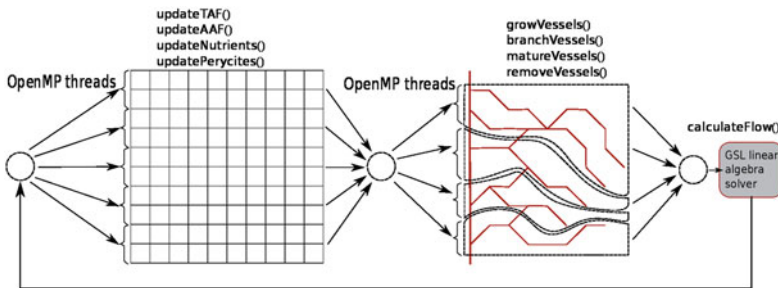 updateTAF()
updateAAF()
updateNutrients()
updatePerycites()
OpenMP threads
growVessels()
branchVessels()
matureVessels()
removeVessels()
OpenMP threads
calculateFlow()
GSL linear
algebra
solver